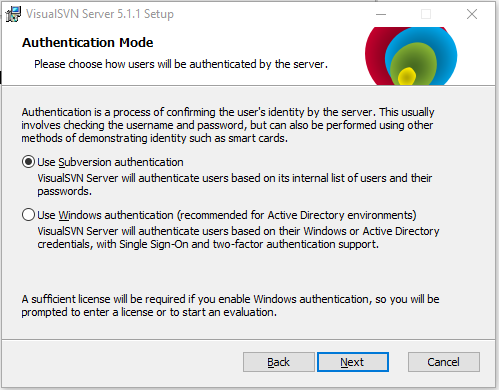 VisualSVN Server 5.1.1 Setup
Authentication Mode
Please choose how users will be authenticated by the server.
Authentication is a process of confirming the user's identity by the server. This usually
involves checking the username and password, but can also be performed using other
methods of demonstrating identity such as smart cards.
Use Subversion authentication
VisualSVN Server will authenticate users based on its internal list of users and their
passwords.
Use Windows authentication (recommended for Active Directory environments)
VisualSVN Server will authenticate users based on their Windows or Active Directory
credentials, with Single Sign-On and two-factor authentication support.
A sufficient license will be required if you enable Windows authentication, so you will be
prompted to enter a license or to start an evaluation.
Back
Next
Cancel